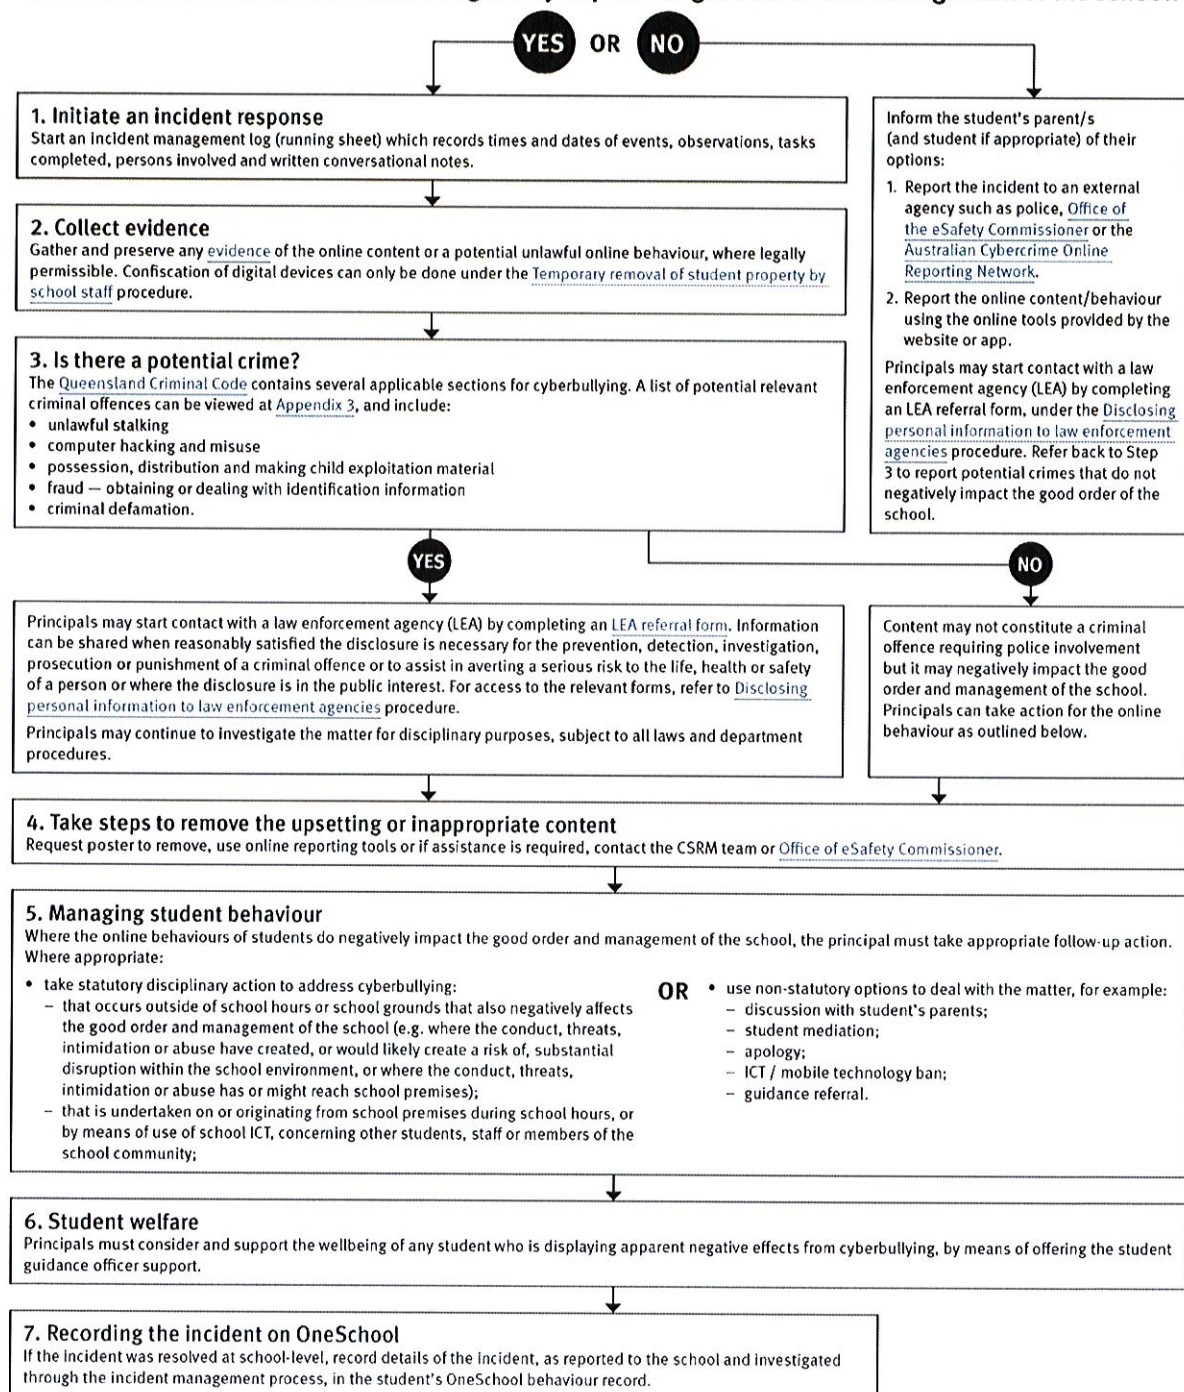 YES OR NO
1. Initiate an incident response
Start an incident management log (running sheet) which records times and dates of events, observations, tasks
completed, persons involved and written conversational notes.
2. Collect evidence
Gather and preserve any evidence of the online content or a potential unlawful online behaviour, where legally
permissible. Confiscation of digital devices can only be done under the Temporary removal of student property by
school staff procedure.
3. Is there a potential crime?
The Queensland Criminal Code contains several applicable sections for cyberbullying. A list of potential relevant
criminal offences can be viewed at Appendix 3, and include:
• unlawful stalking
• computer hacking and misuse
• possession, distribution and making child exploitation material
• fraud — obtaining or dealing with identification information
• criminal defamation.
Inform the student's parent/s
(and student if appropriate) of their
options:
1. Report the incident to an external
agency such as police, Office of
the eSafety Commissioner or the
Australian Cybercrime Online
Reporting Network.
2. Report the online content/behaviour
using the online tools provided by the
website or app.
Principals may start contact with a law
enforcement agency (LEA) by completing
an LEA referral form, under the Disclosing
personal information to law enforcement
agencies procedure. Refer back to Step
3 to report potential crimes that do not
negatively impact the good order of the
school.
YES
NO
Principals may start contact with a law enforcement agency (LEA) by completing an LEA referral form. Information
can be shared when reasonably satisfied the disclosure is necessary for the prevention, detection, investigation,
prosecution or punishment of a criminal offence or to assist in averting a serious risk to the life, health or safety
of a person or where the disclosure is in the public interest. For access to the relevant forms, refer to Disclosing
personal information to law enforcement agencies procedure.
Principals may continue to investigate the matter for disciplinary purposes, subject to all laws and department
procedures.
Content may not constitute a criminal
offence requiring police involvement
but it may negatively impact the good
order and management of the school.
Principals can take action for the online
behaviour as outlined below.
4. Take steps to remove the upsetting or inappropriate content
Request poster to remove, use online reporting tools or if assistance is required, contact the CSRM team or Office of eSafety Commissioner.
5. Managing student behaviour
Where the online behaviours of students do negatively impact the good order and management of the school, the principal must take appropriate follow-up action.
Where appropriate:
• take statutory disciplinary action to address cyberbullying:
– that occurs outside of school hours or school grounds that also negatively affects
the good order and management of the school (e.g. where the conduct, threats,
intimidation or abuse have created, or would likely create a risk of, substantial
disruption within the school environment, or where the conduct, threats,
intimidation or abuse has or might reach school premises);
– that is undertaken on or originating from school premises during school hours, or
by means of use of school ICT, concerning other students, staff or members of the
school community;
OR
• use non-statutory options to deal with the matter, for example:
– discussion with student's parents;
– student mediation;
– apology;
– ICT / mobile technology ban;
– guidance referral.
6. Student welfare
Principals must consider and support the wellbeing of any student who is displaying apparent negative effects from cyberbullying, by means of offering the student
guidance officer support.
7. Recording the incident on OneSchool
If the incident was resolved at school-level, record details of the incident, as reported to the school and investigated
through the incident management process, in the student's OneSchool behaviour record.